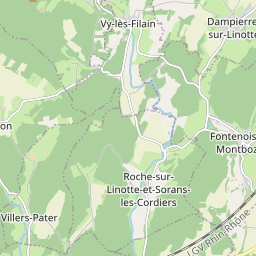 Vy-lès-Filain
Dampierre
sur-Linotte
on
Fontenois
Montboz
Roche-sur-
Linotte-et-Sorans-
les-Cordiers
Villers-Pater
LGV Rhin-Rhône